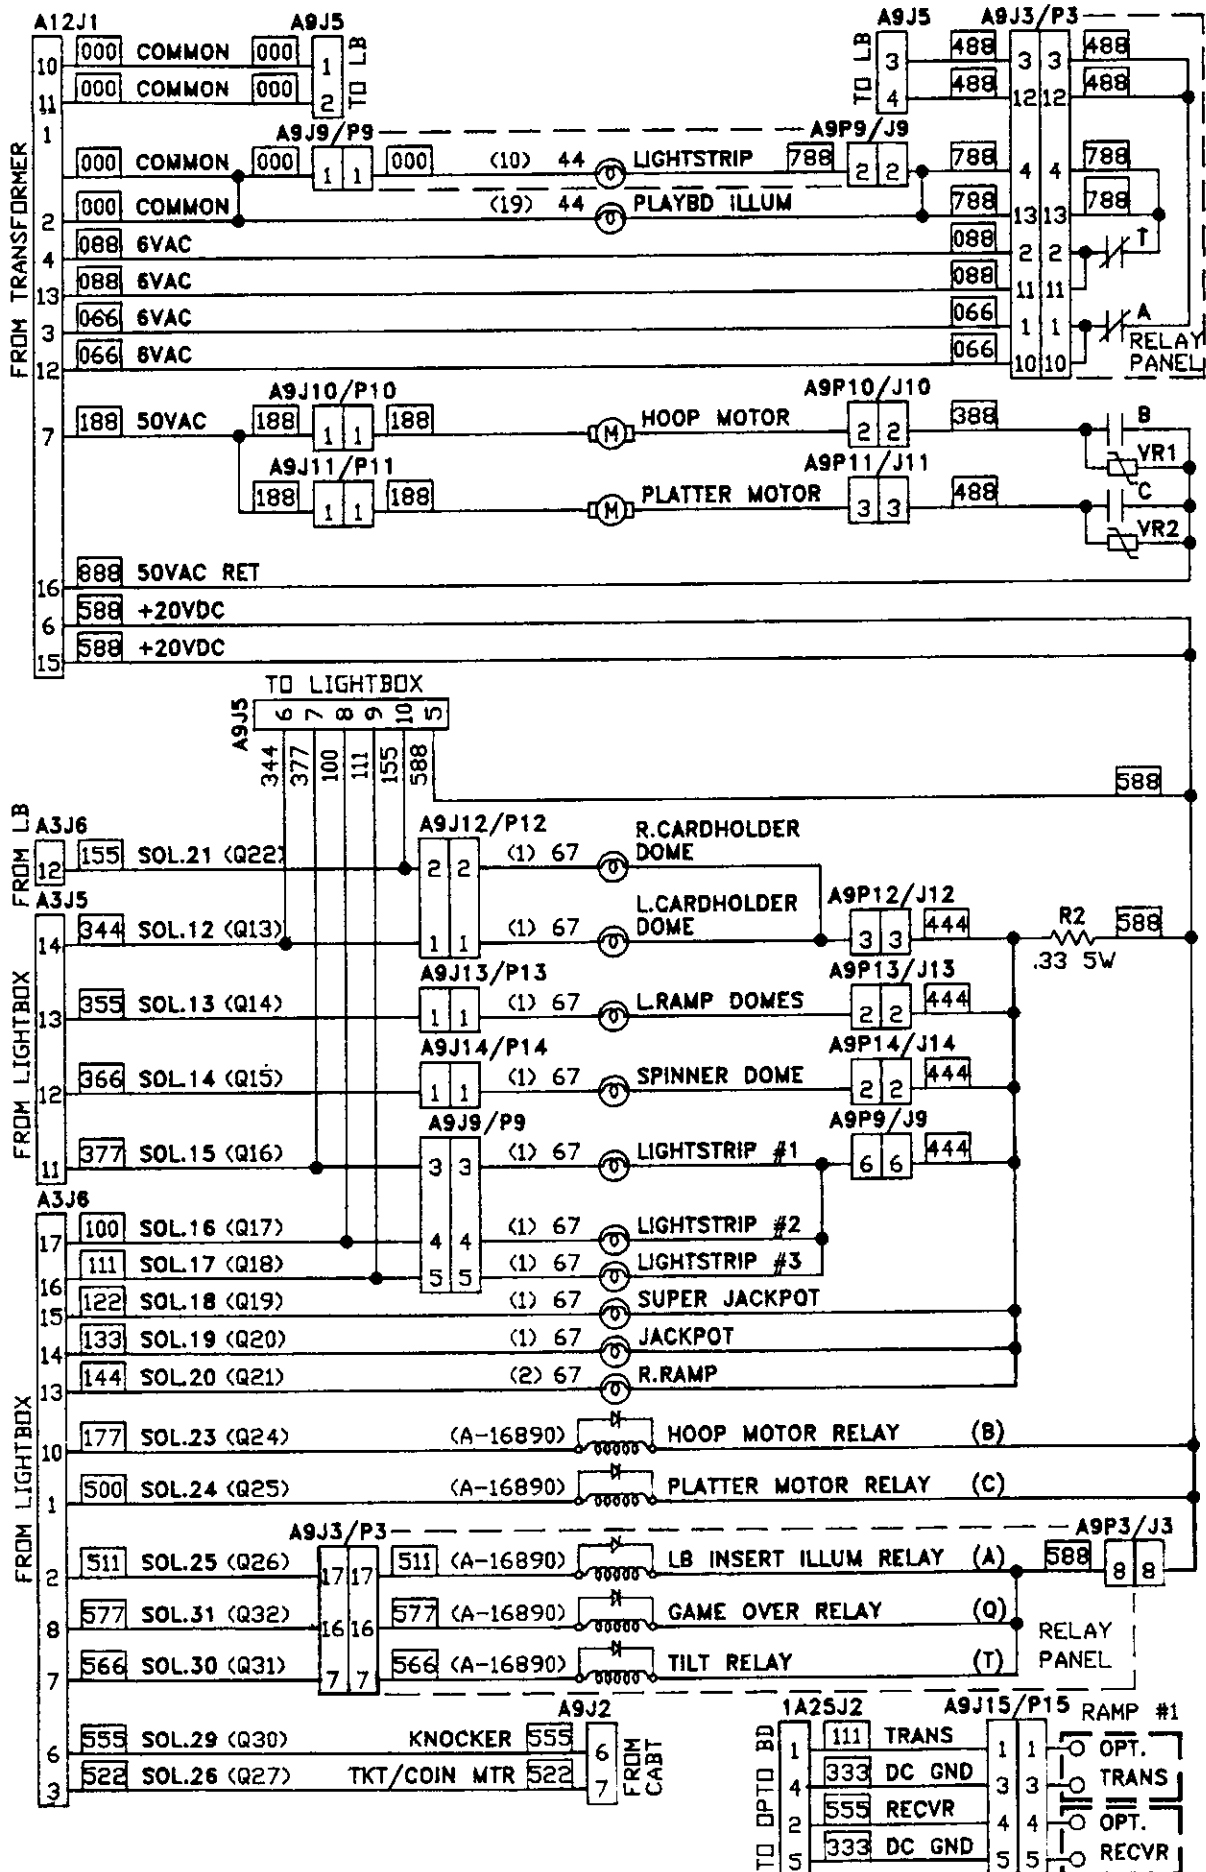 A12J1 A9J5 A9J5 A9J3/P3
10 000 COMMON 000 1 TO LB TO LB 3 488 3 3 488
11 000 COMMON 000 2 4 488 12 12 488
1 A9J9/P9 A9P9/J9
000 COMMON 000 1 1 000 (10) 44 LIGHTSTRIP 788 2 2 788 4 4 788
2 000 COMMON (19) 44 PLAYBD ILLUM 788 13 13 788
4 088 6VAC 088 2 2 T
13 088 6VAC 088 11 11
3 066 6VAC 066 1 1 A
12 066 6VAC 066 10 10
RELAY
PANEL
FROM TRANSFORMER
A9J10/P10 A9P10/J10
7 188 50VAC 188 1 1 188 M HOOP MOTOR 2 2 388 B
VR1
A9J11/P11 A9P11/J11
188 1 1 188 M PLATTER MOTOR 3 3 488 C
VR2
16 888 50VAC RET
6 588 +20VDC
15 588 +20VDC
TO LIGHTBOX
A9J5 6 7 8 9 10 5
344 377 100 111 155 588
588
FROM LB
A3J6 A9J12/P12 R.CARDHOLDER
12 155 SOL.21 (Q22) 2 2 (1) 67 DOME
A3J5 L.CARDHOLDER A9P12/J12
14 344 SOL.12 (Q13) 1 1 (1) 67 DOME 3 3 444 R2 588
.33 5W
A9J13/P13 A9P13/J13
13 355 SOL.13 (Q14) 1 1 (1) 67 L.RAMP DOMES 2 2 444
A9J14/P14 A9P14/J14
12 366 SOL.14 (Q15) 1 1 (1) 67 SPINNER DOME 2 2 444
A9J9/P9 A9P9/J9
11 377 SOL.15 (Q16) 3 3 (1) 67 LIGHTSTRIP #1 6 6 444
FROM LIGHTBOX
A3J6
17 100 SOL.16 (Q17) 4 4 (1) 67 LIGHTSTRIP #2
16 111 SOL.17 (Q18) 5 5 (1) 67 LIGHTSTRIP #3
15 122 SOL.18 (Q19) (1) 67 SUPER JACKPOT
14 133 SOL.19 (Q20) (1) 67 JACKPOT
13 144 SOL.20 (Q21) (2) 67 R.RAMP
10 177 SOL.23 (Q24) (A-16890) HOOP MOTOR RELAY (B)
1 500 SOL.24 (Q25) (A-16890) PLATTER MOTOR RELAY (C)
A9J3/P3 A9P3/J3
2 511 SOL.25 (Q26) 17 17 511 (A-16890) LB INSERT ILLUM RELAY (A) 588 8 8
8 577 SOL.31 (Q32) 16 16 577 (A-16890) GAME OVER RELAY (Q)
7 566 SOL.30 (Q31) 7 7 566 (A-16890) TILT RELAY (T)
RELAY
PANEL
FROM LIGHTBOX
A9J2
6 555 SOL.29 (Q30) KNOCKER 555 6
3 522 SOL.26 (Q27) TKT/COIN MTR 522 7
FROM
CABT
1A25J2 A9J15/P15 RAMP #1
TO OPTO BD
1 111 TRANS 1 1 OPT.
4 333 DC GND 3 3 TRANS
2 555 RECVR 4 4 OPT.
5 333 DC GND 5 5 RECVR